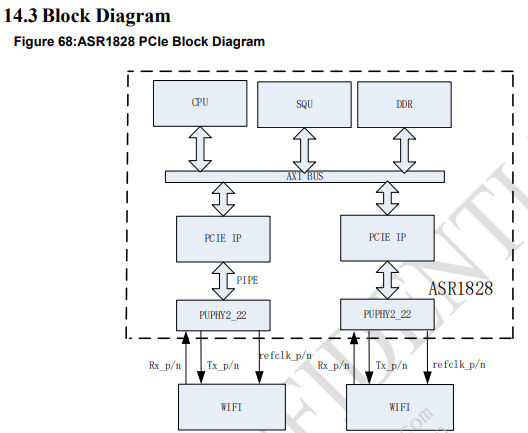 14.3 Block Diagram
Figure 68:ASR1828 PCIe Block Diagram
CPU
SQU
DDR
AXI BUS
PCIE IP
PCIE IP
PIPE
ASR1828
PUPHY2_22
PUPHY2_22
Rx_p/n
Tx_p/n
refclk_p/n
Rx_p/n
Tx_p/n
refclk_p/n
WIFI
WIFI